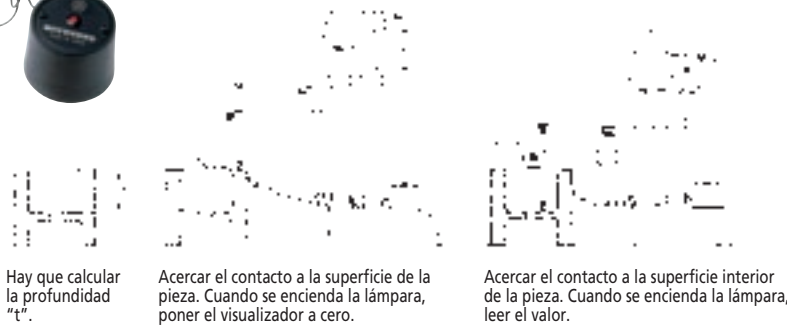 Hay que calcular
la profundidad
“t”.
Acercar el contacto a la superficie de la
pieza. Cuando se encienda la lámpara,
poner el visualizador a cero.
Acercar el contacto a la superficie interior
de la pieza. Cuando se encienda la lámpara,
leer el valor.